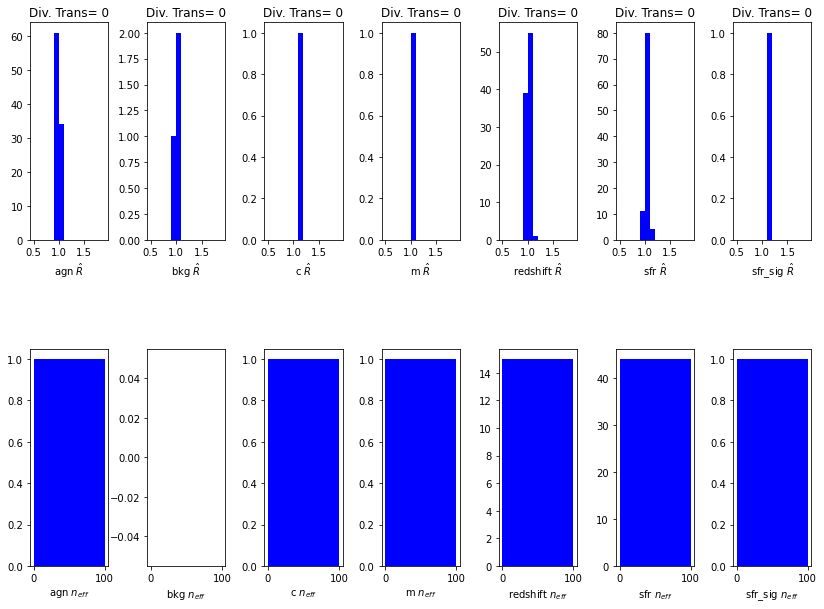 Div. Trans= 0 Div. Trans= 0 Div. Trans= 0 Div. Trans= 0 Div. Trans= 0 Div. Trans= 0 Div. Trans= 0
60 2.00 1.0 1.0 50 80 1.0
50 1.75 0.8 0.8 40 70 0.8
40 1.50 0.6 0.6 30 60 0.6
30 1.25 0.4 0.4 20 50 0.4
20 1.00 0.2 0.2 10 40 0.2
10 0.75 0.0 0.0 0 30 0.0
0 0.50 20
0.25 10
0.00 0
0.5 1.0 1.5 0.5 1.0 1.5 0.5 1.0 1.5 0.5 1.0 1.5 0.5 1.0 1.5 0.5 1.0 1.5 0.5 1.0 1.5
agn R̂ bkg R̂ c R̂ m R̂ redshift R̂ sfr R̂ sfr_sig R̂
1.0 0.04 1.0 1.0 14 40 1.0
0.8 0.02 0.8 0.8 12 30 0.8
0.6 0.00 0.6 0.6 10 20 0.6
0.4 −0.02 0.4 0.4 8 10 0.4
0.2 −0.04 0.2 0.2 6 0 0.2
0.0 0.0 0.0 4 0.0
2
0
0 100 0 100 0 100 0 100 0 100 0 100 0 100
agn n_eff bkg n_eff c n_eff m n_eff redshift n_eff sfr n_eff sfr_sig n_eff